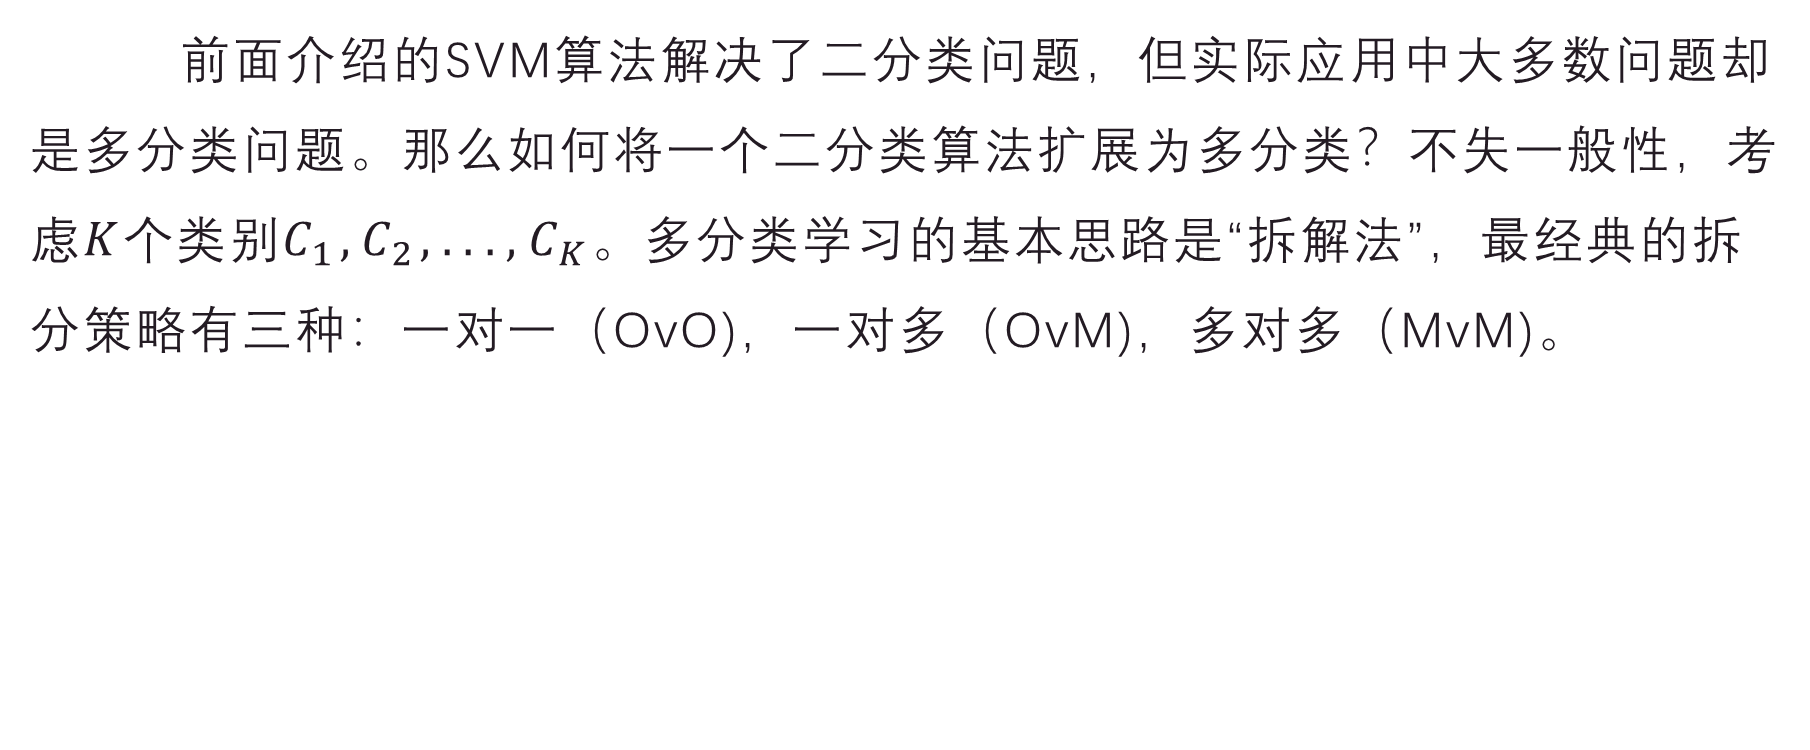 前面介绍的SVM算法解决了二分类问题，但实际应用中大多数问题却
是多分类问题。那么如何将一个二分类算法扩展为多分类？不失一般性，考
虑K个类别C₁,C₂,...,C_K。多分类学习的基本思路是“拆解法”，最经典的拆
分策略有三种：一对一（OvO)，一对多（OvM)，多对多（MvM)。